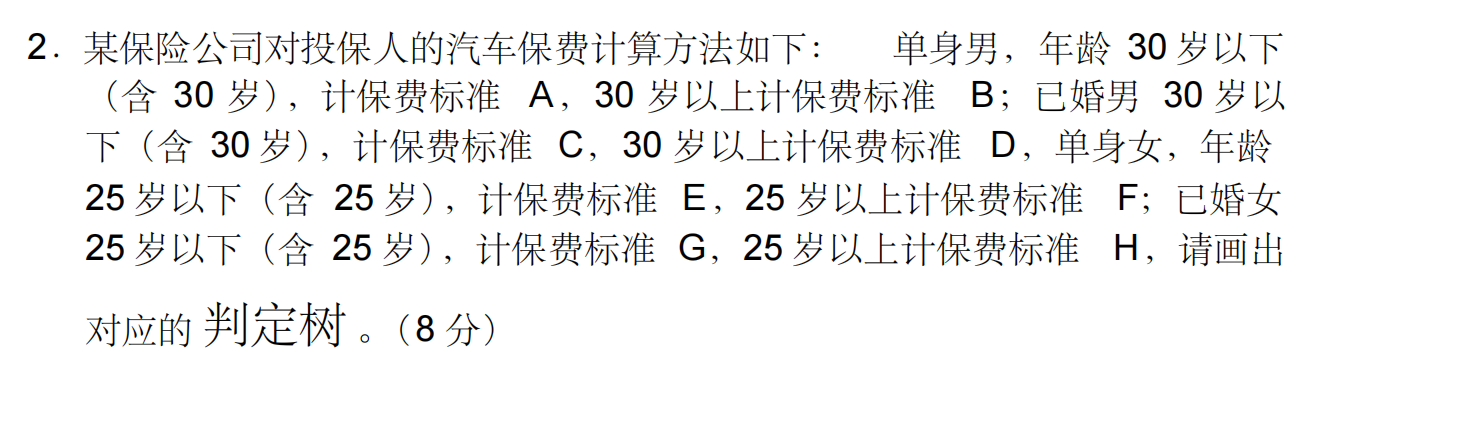 2．某保险公司对投保人的汽车保费计算方法如下： 单身男，年龄 30 岁以下
（含 30 岁），计保费标准 A，30 岁以上计保费标准 B；已婚男 30 岁以
下（含 30 岁），计保费标准 C，30 岁以上计保费标准 D，单身女，年龄
25 岁以下（含 25 岁），计保费标准 E，25 岁以上计保费标准 F；已婚女
25 岁以下（含 25 岁），计保费标准 G，25 岁以上计保费标准 H，请画出
对应的 判定树 。（8 分）